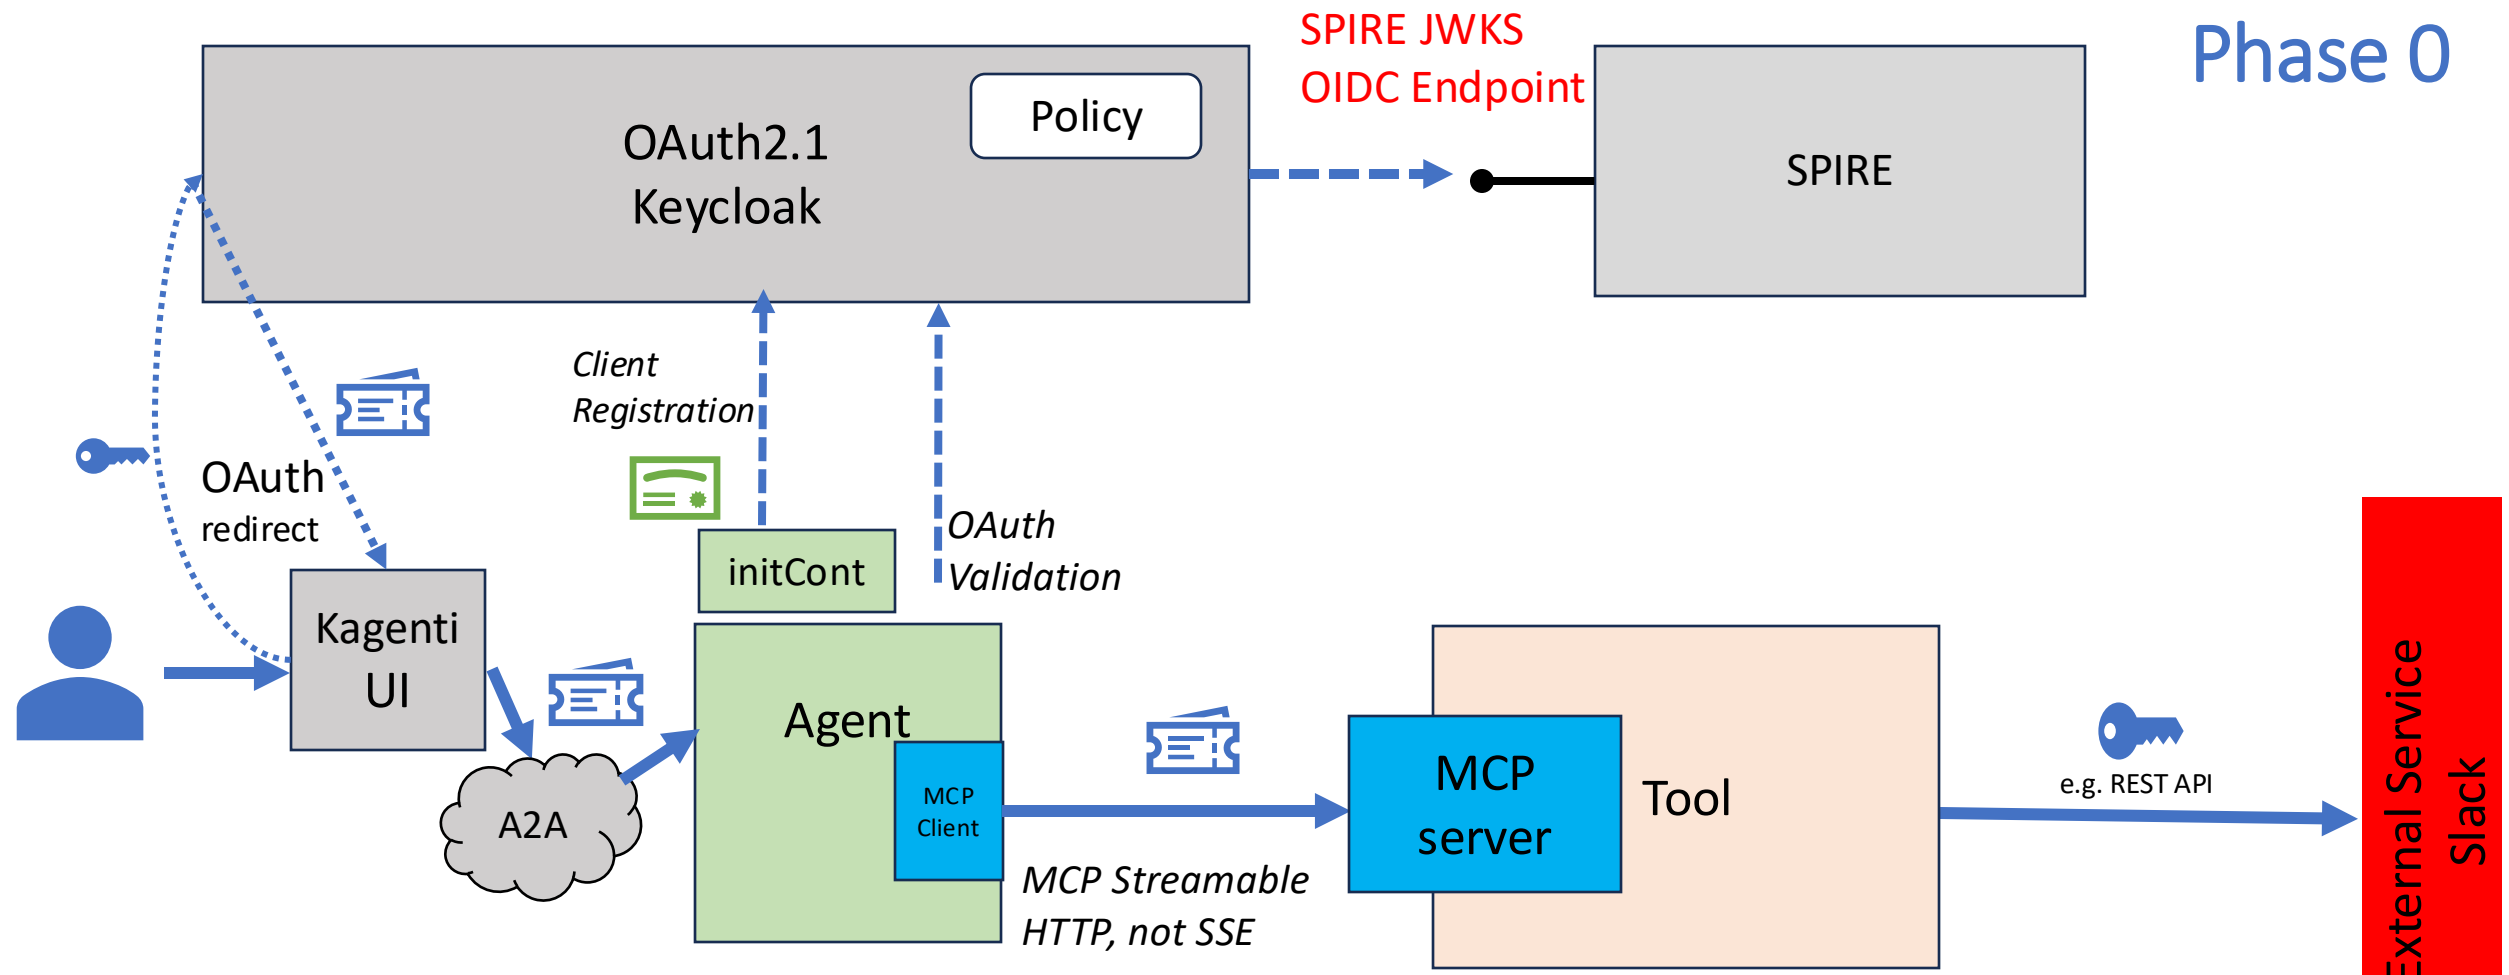 SPIRE JWKS
OIDC Endpoint
Phase 0
Policy
OAuth2.1
Keycloak
SPIRE
Client
Registration
OAuth
redirect
OAuth
Validation
initCont
Kagenti
UI
Agent
A2A
MCP
Client
MCP Streamable
HTTP, not SSE
MCP
server
Tool
e.g. REST API
External Service
Slack